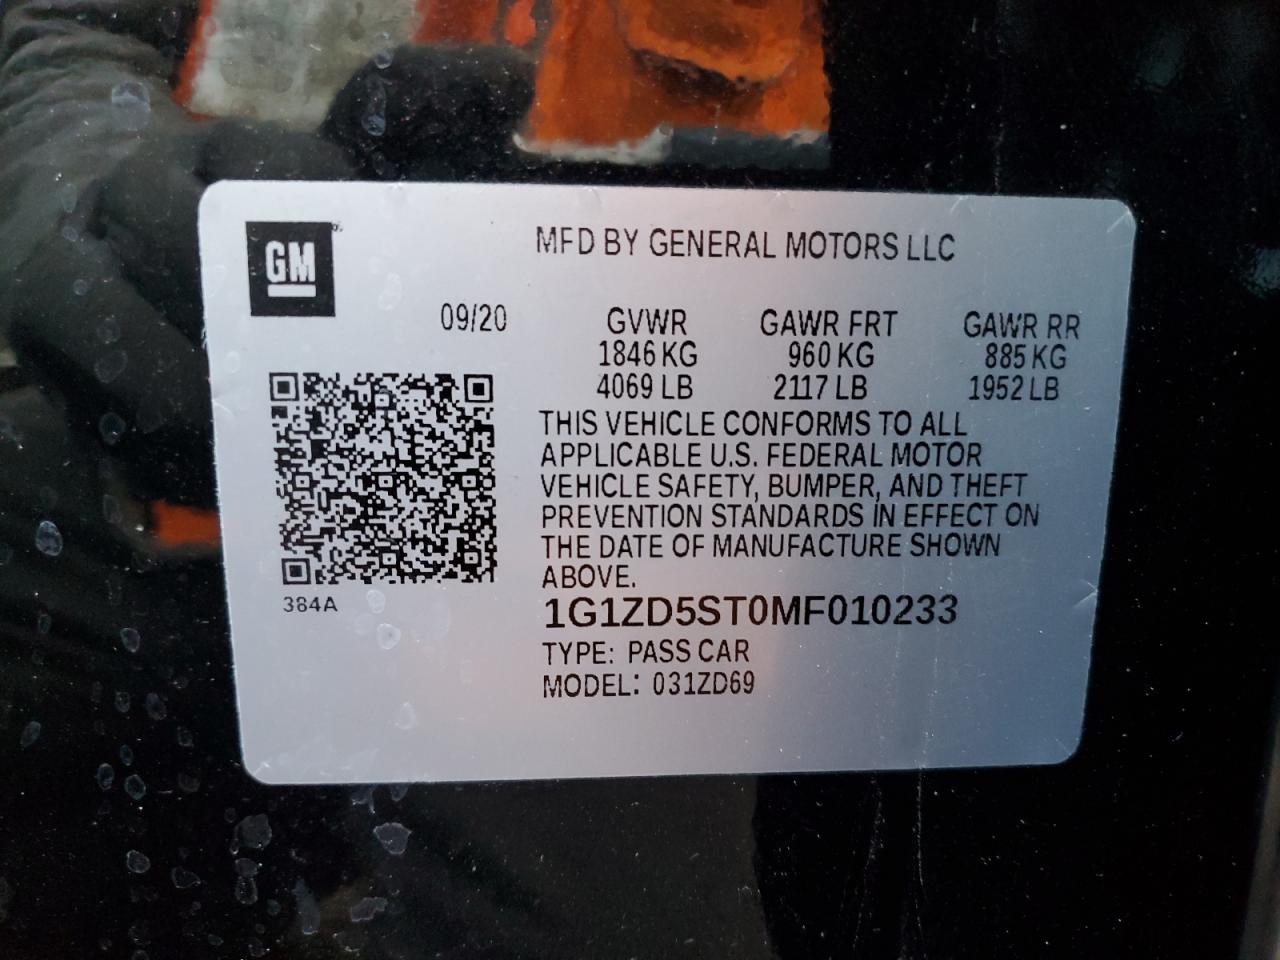 GM
MFD BY GENERAL MOTORS LLC
09/20
GVWR GAWR FRT GAWR RR
1846 KG 960 KG 885 KG
4069 LB 2117 LB 1952 LB
THIS VEHICLE CONFORMS TO ALL
APPLICABLE U.S. FEDERAL MOTOR
VEHICLE SAFETY, BUMPER, AND THEFT
PREVENTION STANDARDS IN EFFECT ON
THE DATE OF MANUFACTURE SHOWN
ABOVE.
384A
1G1ZD5ST0MF010233
TYPE: PASS CAR
MODEL: 031ZD69